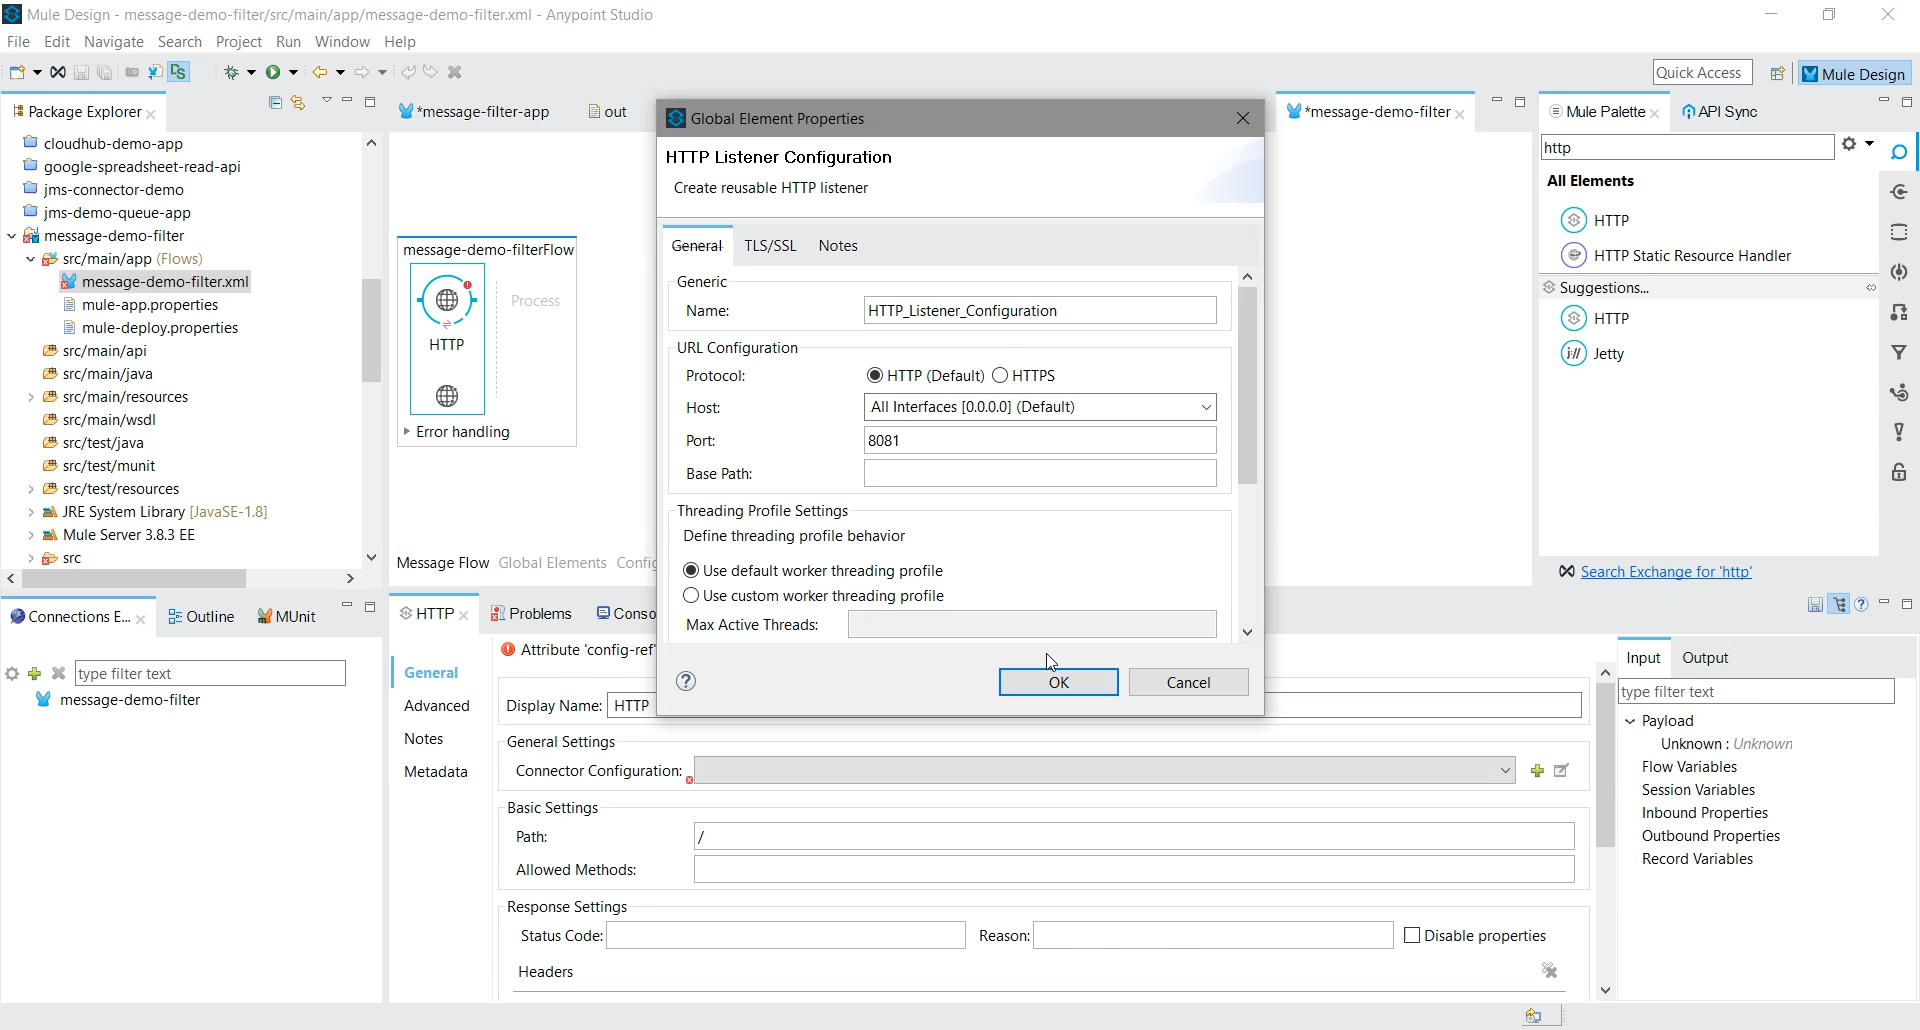 Mule Design - message-demo-filter/src/main/app/message-demo-filter.xml - Anypoint Studio
File Edit Navigate Search Project Run Window Help
Quick Access Mule Design
Package Explorer
cloudhub-demo-app
google-spreadsheet-read-api
jms-connector-demo
jms-demo-queue-app
message-demo-filter
src/main/app (Flows)
message-demo-filter.xml
mule-app.properties
mule-deploy.properties
src/main/api
src/main/java
src/main/resources
src/main/wsdl
src/test/java
src/test/munit
src/test/resources
JRE System Library [JavaSE-1.8]
Mule Server 3.8.3 EE
src
*message-filter-app out *message-demo-filter
message-demo-filterFlow
HTTP
Process
Error handling
Message Flow Global Elements Config
Global Element Properties
HTTP Listener Configuration
Create reusable HTTP listener
General TLS/SSL Notes
Generic
Name: HTTP_Listener_Configuration
URL Configuration
Protocol: HTTP (Default) HTTPS
Host: All Interfaces [0.0.0.0] (Default)
Port: 8081
Base Path:
Threading Profile Settings
Define threading profile behavior
Use default worker threading profile
Use custom worker threading profile
Max Active Threads:
OK Cancel
Mule Palette API Sync
http
All Elements
HTTP
HTTP Static Resource Handler
Suggestions...
HTTP
Jetty
Search Exchange for 'http'
Connections E... Outline MUnit
type filter text
message-demo-filter
HTTP Problems Conso
Attribute 'config-ref'
General
Advanced
Notes
Metadata
Display Name: HTTP
General Settings
Connector Configuration:
Basic Settings
Path: /
Allowed Methods:
Response Settings
Status Code: Reason: Disable properties
Headers
Input Output
type filter text
Payload
Unknown : Unknown
Flow Variables
Session Variables
Inbound Properties
Outbound Properties
Record Variables